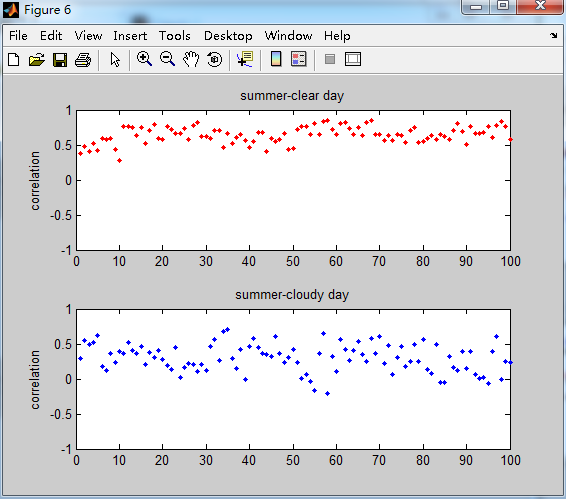 Figure 6
File Edit View Insert Tools Desktop Window Help
summer-clear day
correlation
1
0.5
0
-0.5
-1
0 10 20 30 40 50 60 70 80 90 100
summer-cloudy day
correlation
1
0.5
0
-0.5
-1
0 10 20 30 40 50 60 70 80 90 100